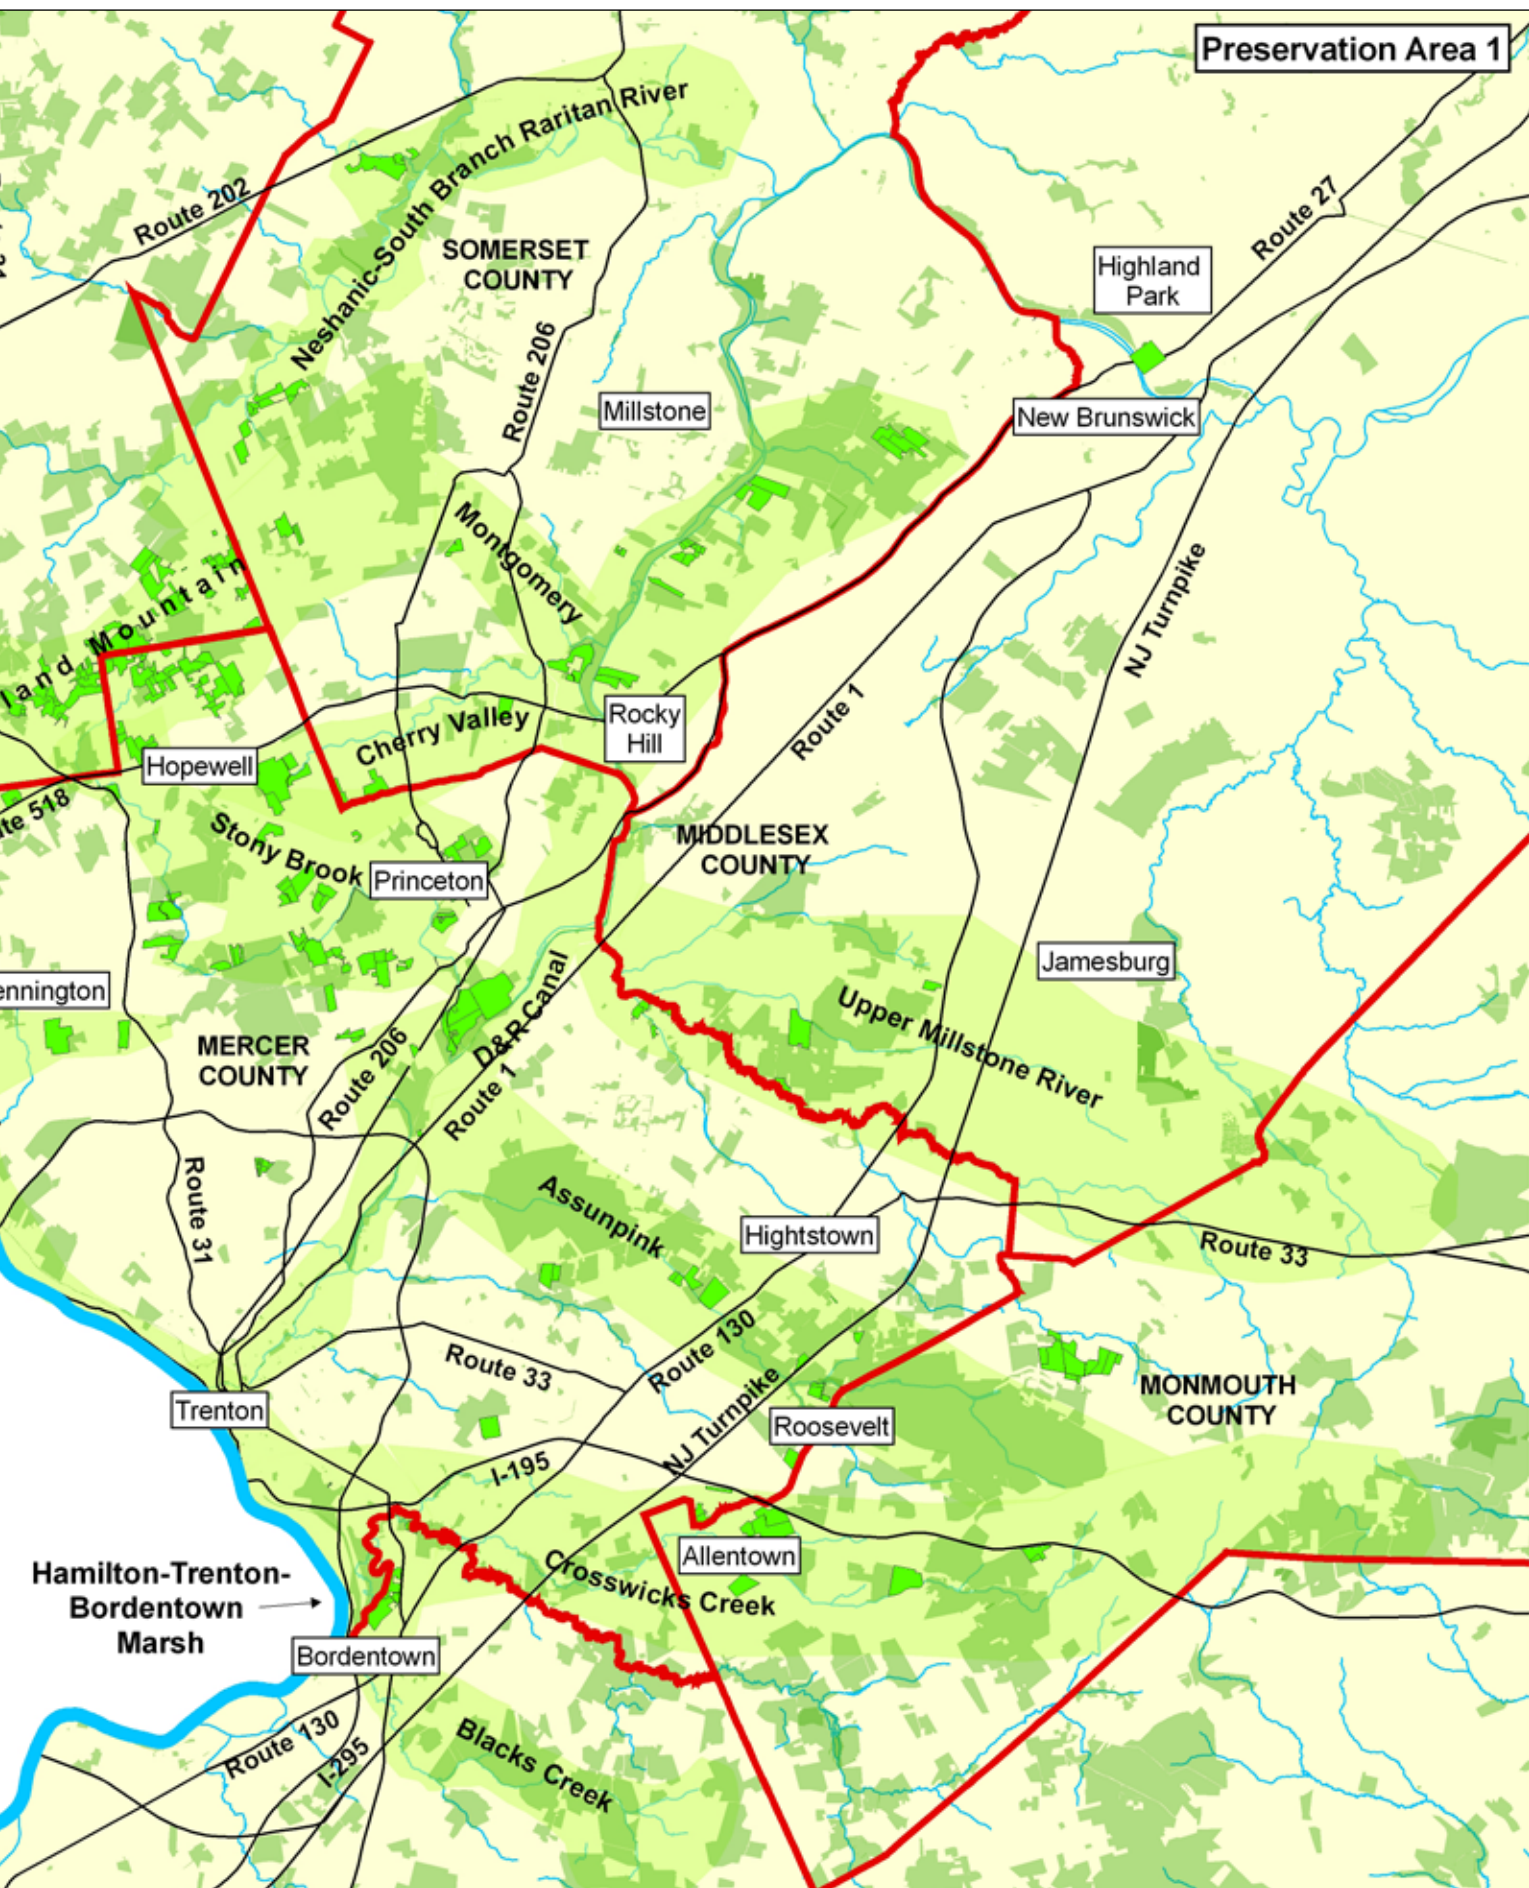 Preservation Area 1
Neshanic-South Branch Raritan River
Route 202
Route 27
SOMERSET
COUNTY
Highland
Park
Route 206
Millstone
New Brunswick
Montgomery
NJ Turnpike
land Mountain
Route 1
Rocky
Hill
Cherry Valley
Hopewell
Stony Brook
MIDDLESEX
COUNTY
Princeton
Jamesburg
ennington
D&R Canal
Upper Millstone River
MERCER
COUNTY
Route 206
Route 1
Route 31
Assunpink
Hightstown
Route 33
Route 130
Route 33
Trenton
MONMOUTH
COUNTY
Roosevelt
NJ Turnpike
I-195
Allentown
Crosswicks Creek
Hamilton-Trenton-
Bordentown
Marsh
Bordentown
Route 130
I-295
Blacks Creek